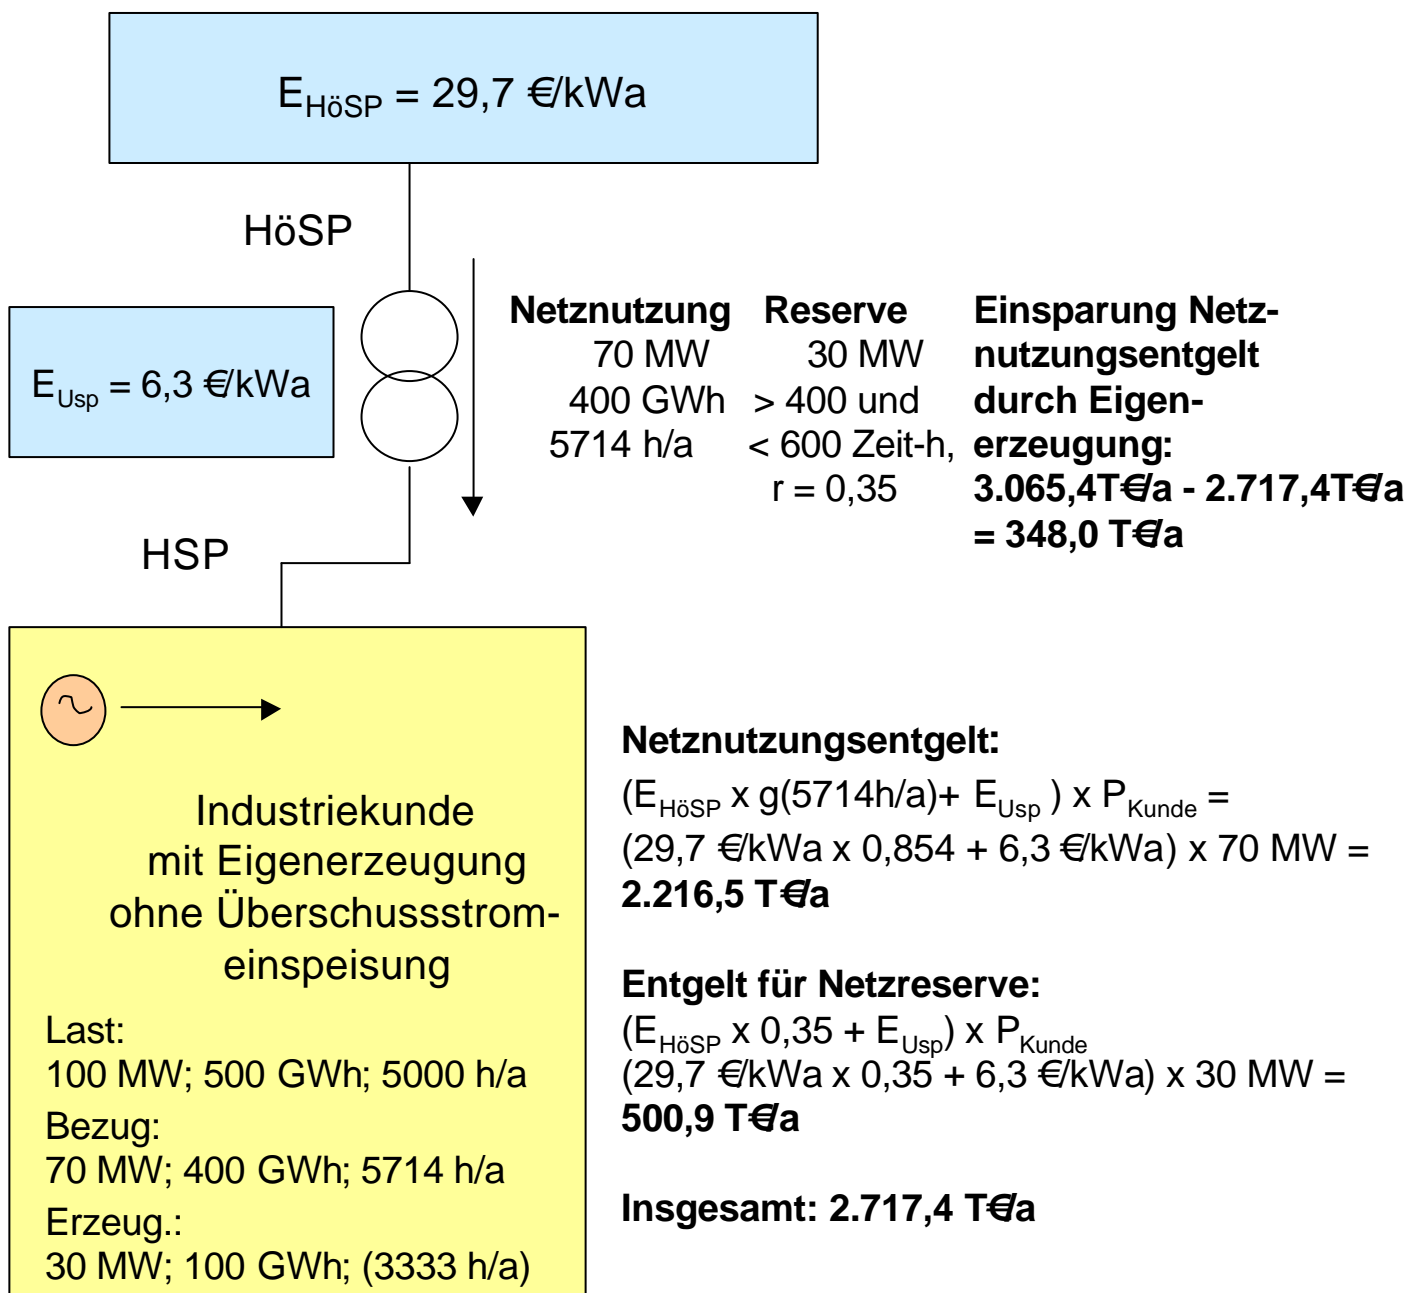 E_HöSP = 29,7 €/kWa
HöSP
E_Usp = 6,3 €/kWa
Netznutzung Reserve
70 MW 30 MW
400 GWh > 400 und
5714 h/a < 600 Zeit-h,
r = 0,35
Einsparung Netz-
nutzungsentgelt
durch Eigen-
erzeugung:
3.065,4T€/a - 2.717,4T€/a
= 348,0 T€/a
HSP
Industriekunde
mit Eigenerzeugung
ohne Überschussstrom-
einspeisung
Last:
100 MW; 500 GWh; 5000 h/a
Bezug:
70 MW; 400 GWh; 5714 h/a
Erzeug.:
30 MW; 100 GWh; (3333 h/a)
Netznutzungsentgelt:
(E_HöSP x g(5714h/a)+ E_Usp ) x P_Kunde =
(29,7 €/kWa x 0,854 + 6,3 €/kWa) x 70 MW =
2.216,5 T€/a
Entgelt für Netzreserve:
(E_HöSP x 0,35 + E_Usp) x P_Kunde
(29,7 €/kWa x 0,35 + 6,3 €/kWa) x 30 MW =
500,9 T€/a
Insgesamt: 2.717,4 T€/a